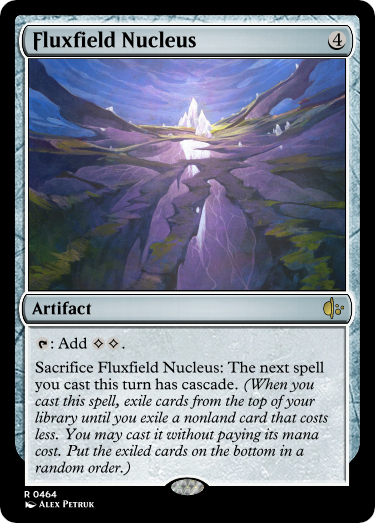 Fluxfield Nucleus 4
Artifact
: Add .
Sacrifice Fluxfield Nucleus: The next spell
you cast this turn has cascade. (When you
cast this spell, exile cards from the top of your
library until you exile a nonland card that costs
less. You may cast it without paying its mana
cost. Put the exiled cards on the bottom in a
random order.)
R 0464
Alex Petruk